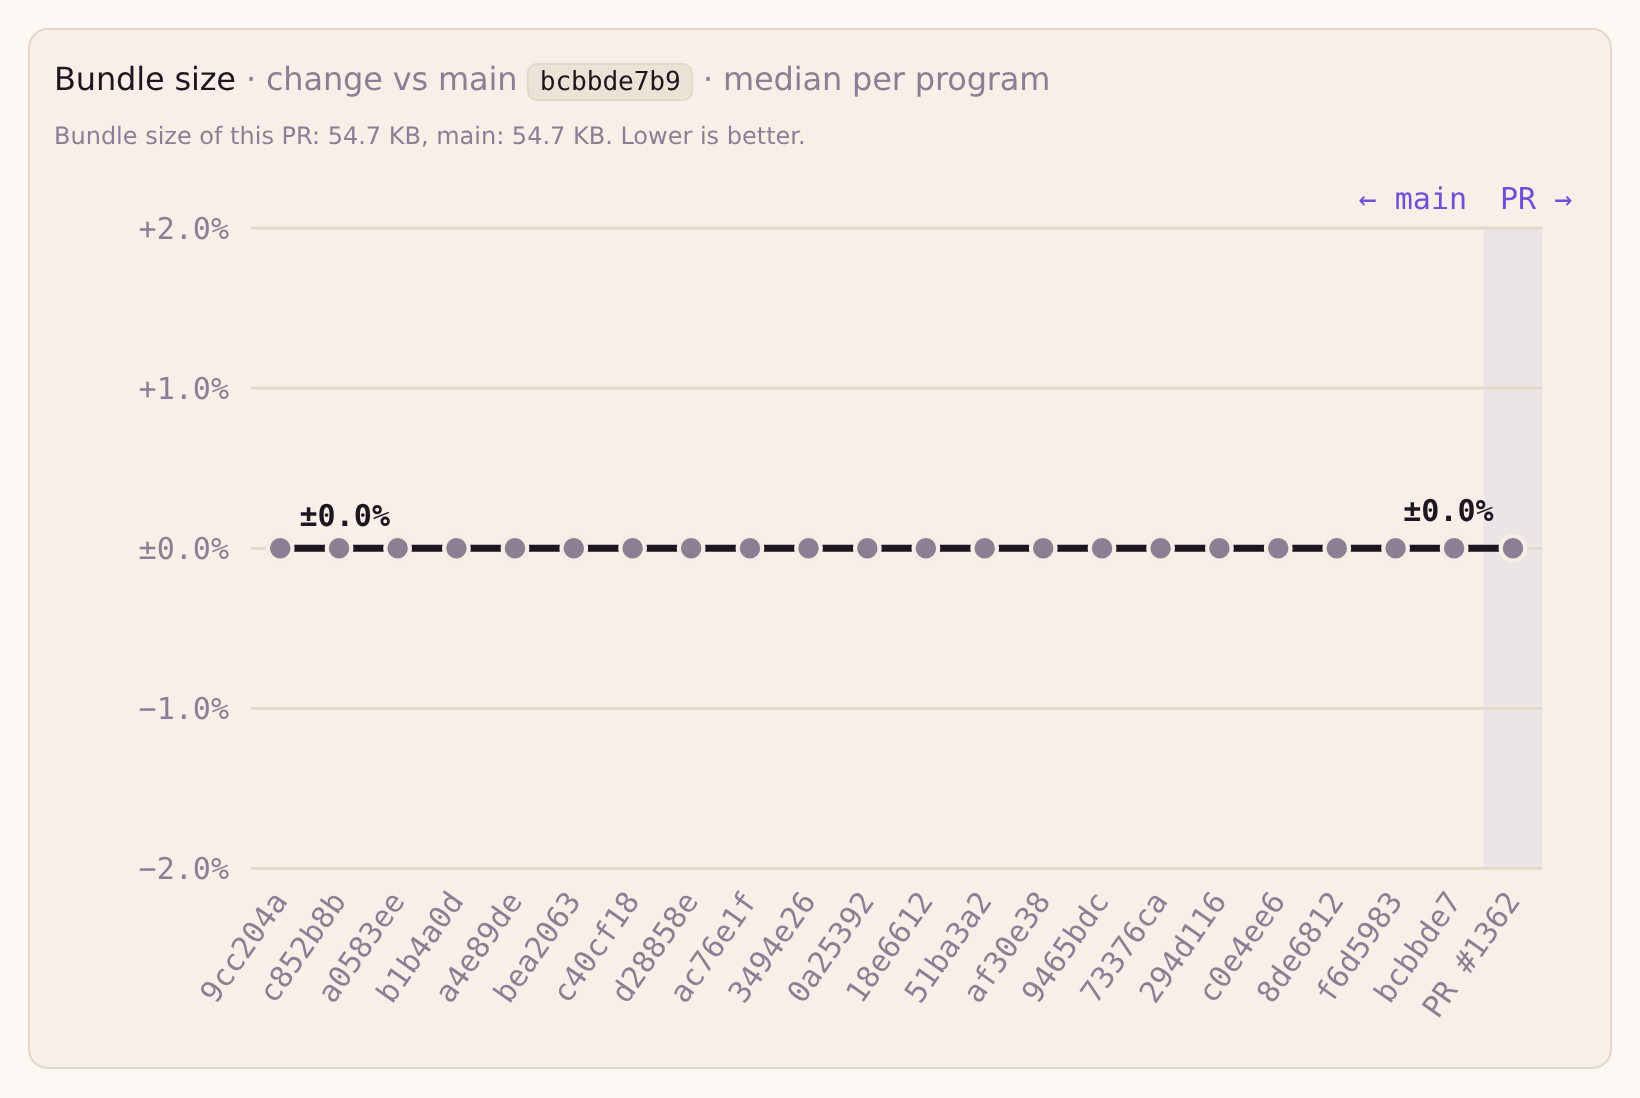 Bundle size · change vs main bcbbde7b9 · median per program
Bundle size of this PR: 54.7 KB, main: 54.7 KB. Lower is better.
← main PR →
+2.0%
+1.0%
±0.0% ±0.0%
±0.0%
−1.0%
−2.0%
9cc204a
c852b8b
a0583ee
b1b4a0d
a4e89de
bea2063
c40cf18
d28858e
ac76e1f
3494e26
0a25392
18e6612
51ba3a2
af30e38
9465bdc
73376ca
294d116
c0e4ee6
8de6812
f6d5983
bcbbde7
PR #1362